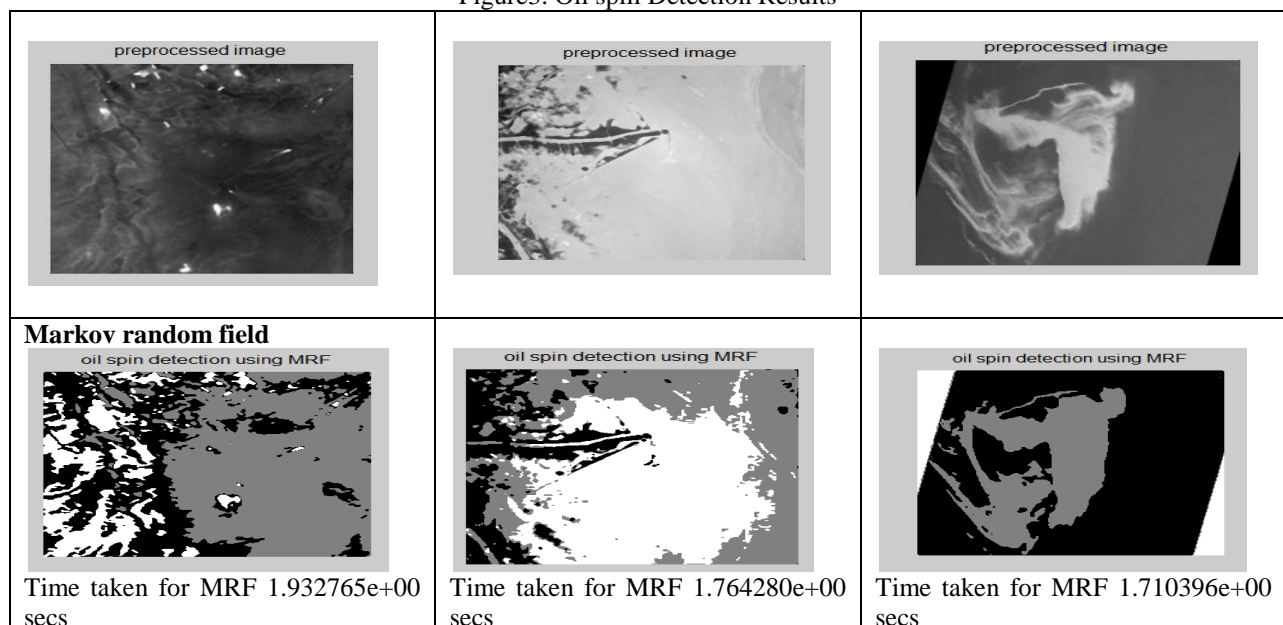 Figure3: Oil spin Detection Results
preprocessed image
preprocessed image
preprocessed image
Markov random field
oil spin detection using MRF
Time taken for MRF 1.932765e+00
secs
oil spin detection using MRF
Time taken for MRF 1.764280e+00
secs
oil spin detection using MRF
Time taken for MRF 1.710396e+00
secs